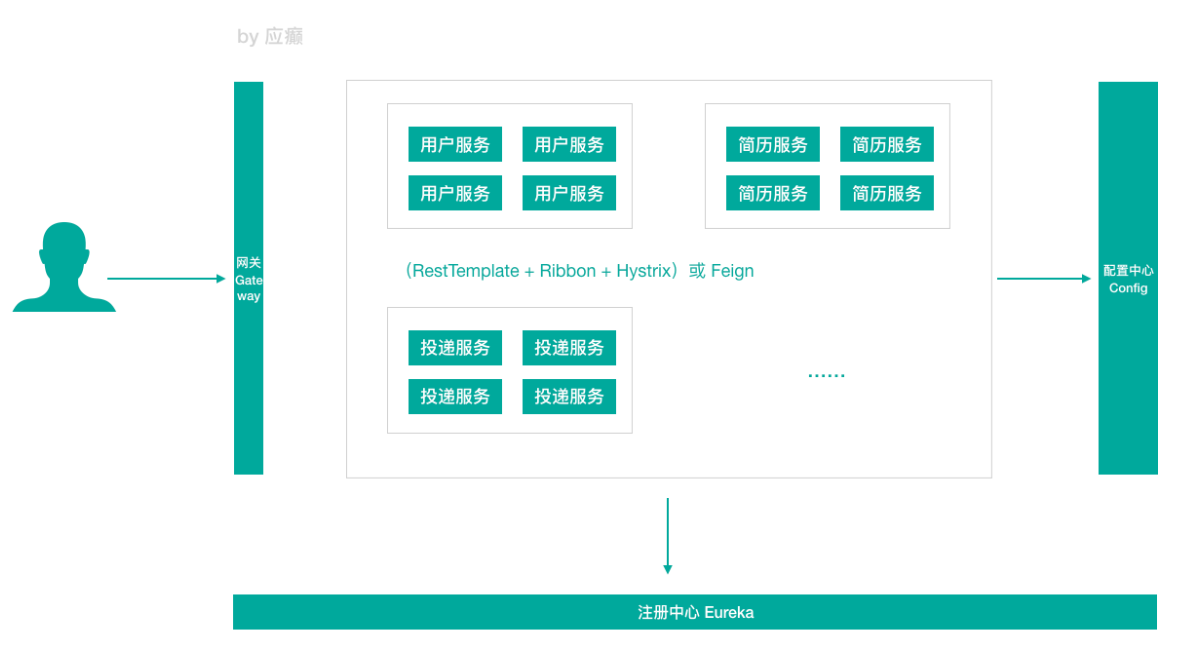 by 应癫
用户服务 用户服务
用户服务 用户服务
简历服务 简历服务
简历服务 简历服务
网关
Gate
way
（RestTemplate + Ribbon + Hystrix）或 Feign
配置中心
Config
投递服务 投递服务
投递服务 投递服务
……
注册中心 Eureka